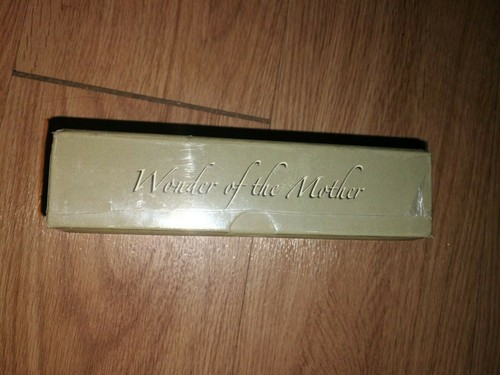 Wonder of the Mother